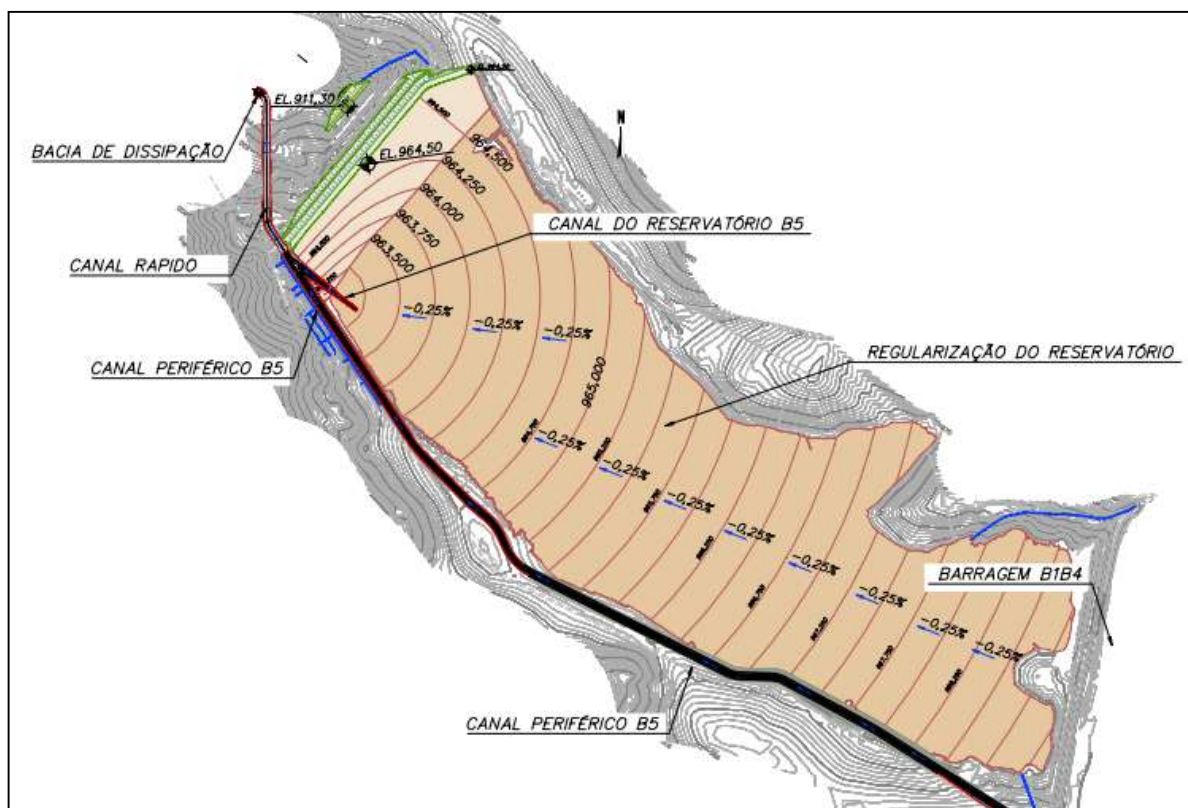 EL.911,30
BACIA DE DISSIPAÇÃO
EL.964,50
964,500
964,250
964,000
963,750
963,500
N
CANAL DO RESERVATÓRIO B5
CANAL RAPIDO
CANAL PERIFÉRICO B5
-0,25%
-0,25%
-0,25%
REGULARIZAÇÃO DO RESERVATÓRIO
965,000
-0,25%
-0,25%
-0,25%
-0,25%
-0,25%
-0,25%
-0,25%
-0,25%
BARRAGEM B1B4
CANAL PERIFÉRICO B5